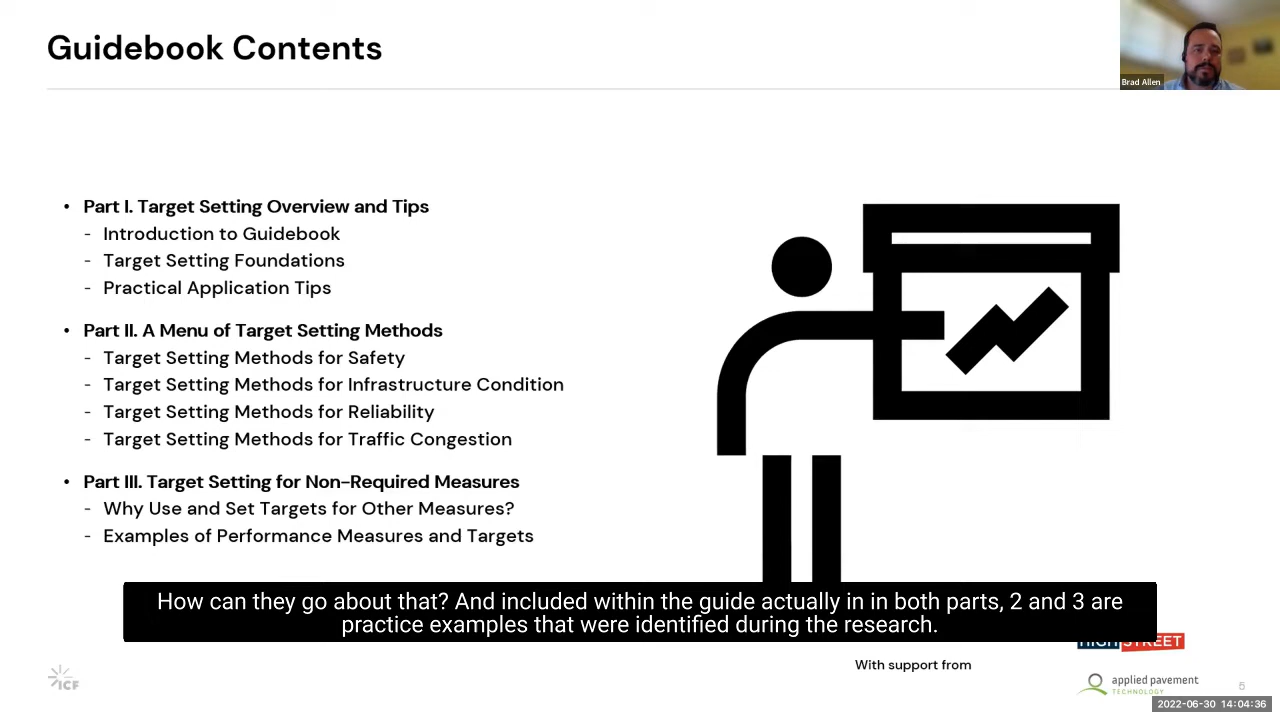 Guidebook Contents
Brad Allen
• Part I. Target Setting Overview and Tips
- Introduction to Guidebook
- Target Setting Foundations
- Practical Application Tips
• Part II. A Menu of Target Setting Methods
- Target Setting Methods for Safety
- Target Setting Methods for Infrastructure Condition
- Target Setting Methods for Reliability
- Target Setting Methods for Traffic Congestion
• Part III. Target Setting for Non-Required Measures
- Why Use and Set Targets for Other Measures?
- Examples of Performance Measures and Targets
How can they go about that? And included within the guide actually in in both parts, 2 and 3 are
practice examples that were identified during the research.
HIGH STREET
With support from
ICF
applied pavement
TECHNOLOGY
5
2022-06-30 14:04:36